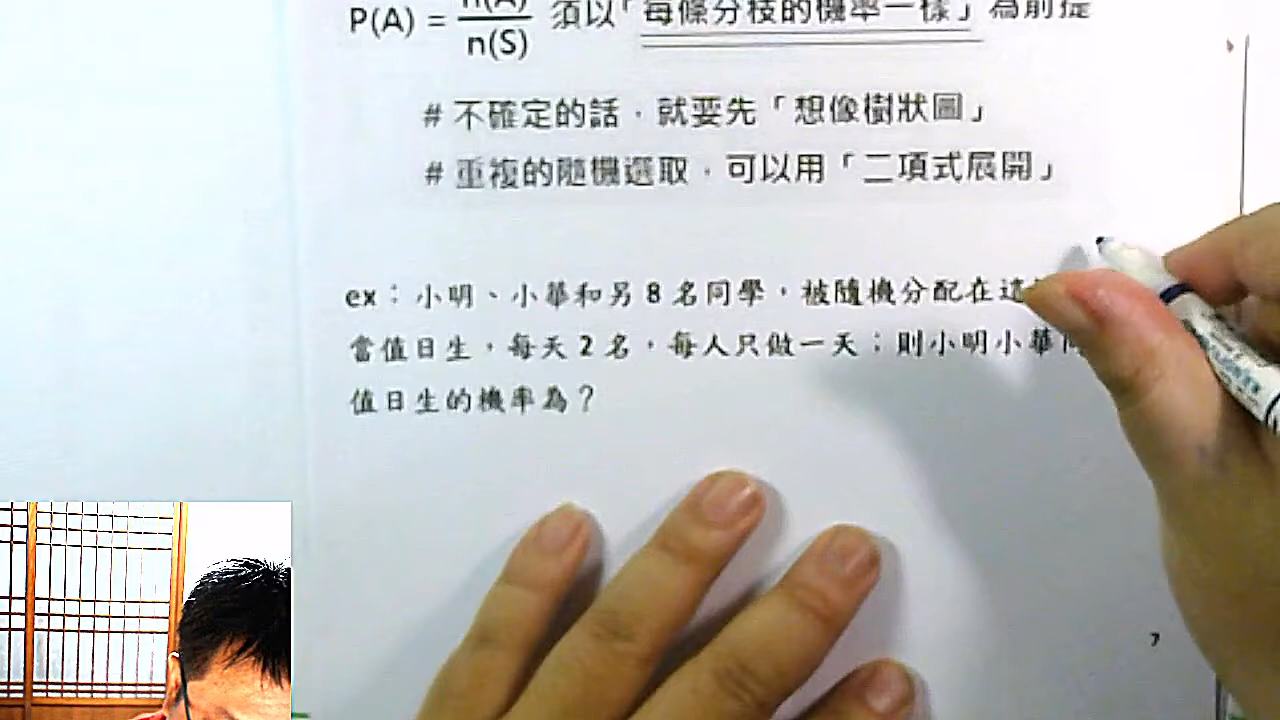 P(A) = n(A)/n(S) 須以「每條分枝的機率一樣」為前提
# 不確定的話，就要先「想像樹狀圖」
# 重複的隨機選取，可以用「二項式展開」
ex：小明、小華和另 8 名同學，被隨機分配在這
當值日生，每天 2 名，每人只做一天；則小明小華
值日生的機率為？
7